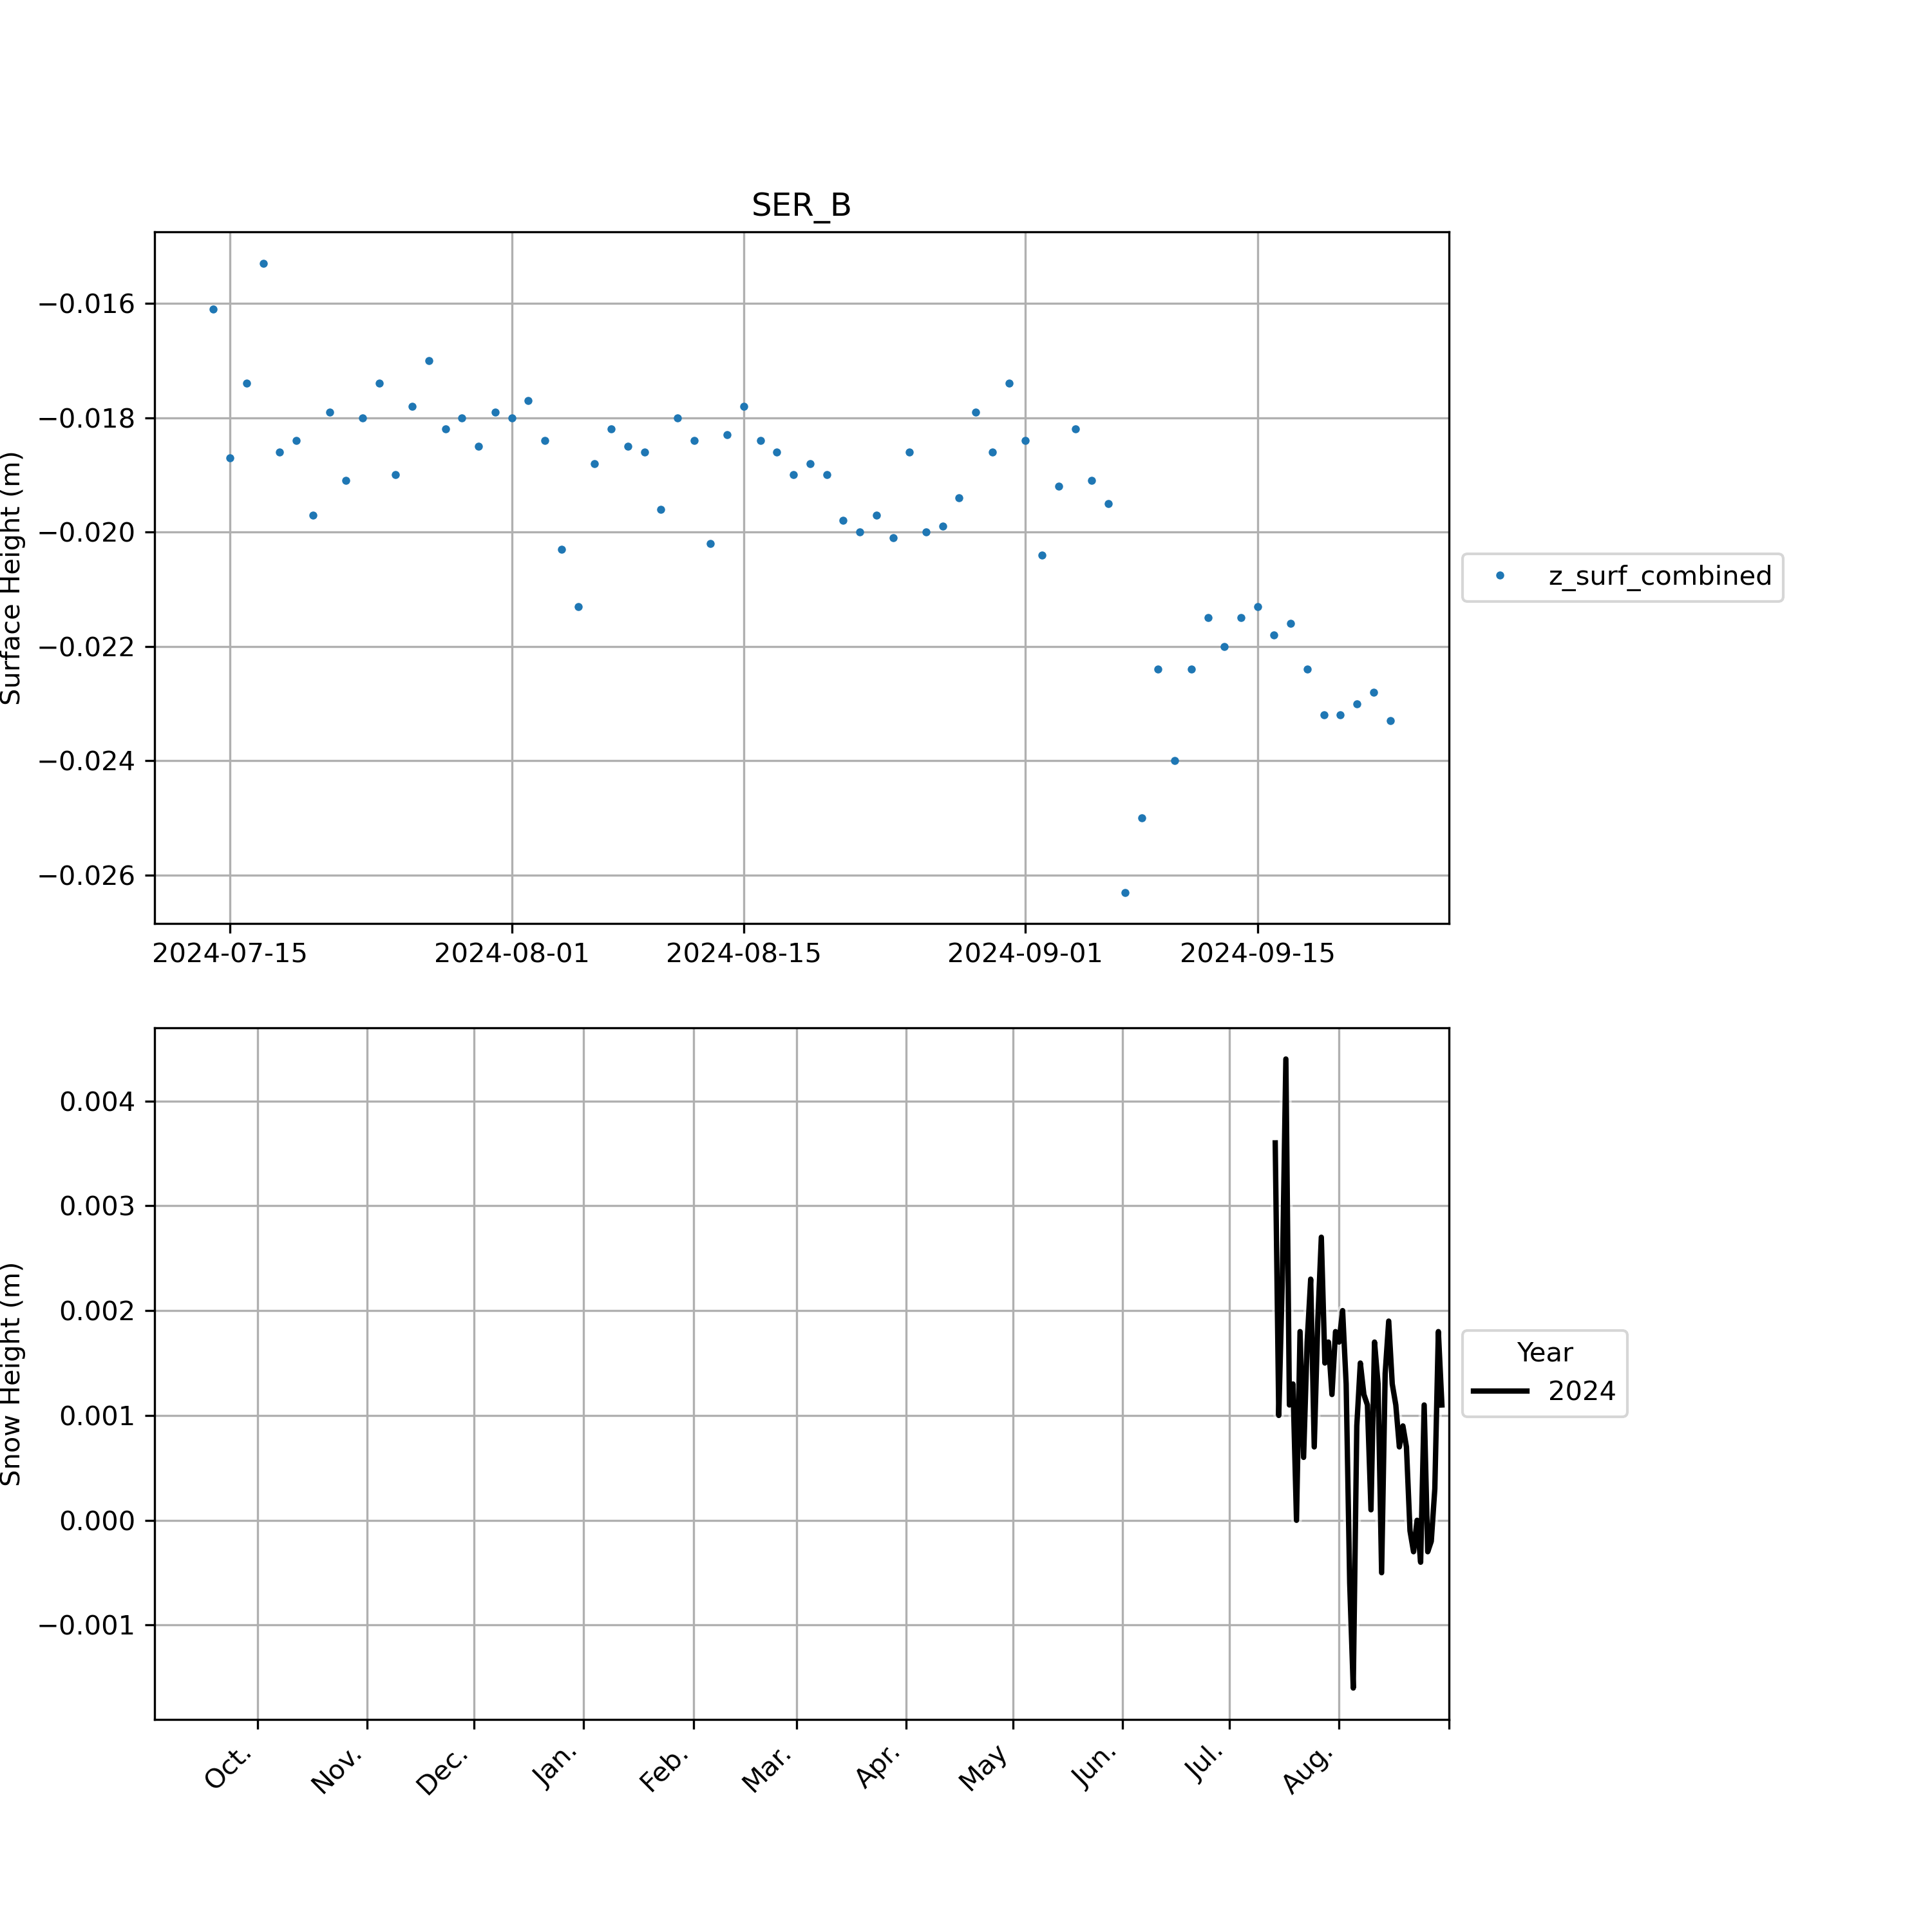 SER_B
Surface Height (m)
−0.016
−0.018
−0.020
−0.022
−0.024
−0.026
2024-07-15 2024-08-01 2024-08-15 2024-09-01 2024-09-15
z_surf_combined
Snow Height (m)
0.004
0.003
0.002
0.001
0.000
−0.001
Oct. Nov. Dec. Jan. Feb. Mar. Apr. May Jun. Jul. Aug.
Year
2024